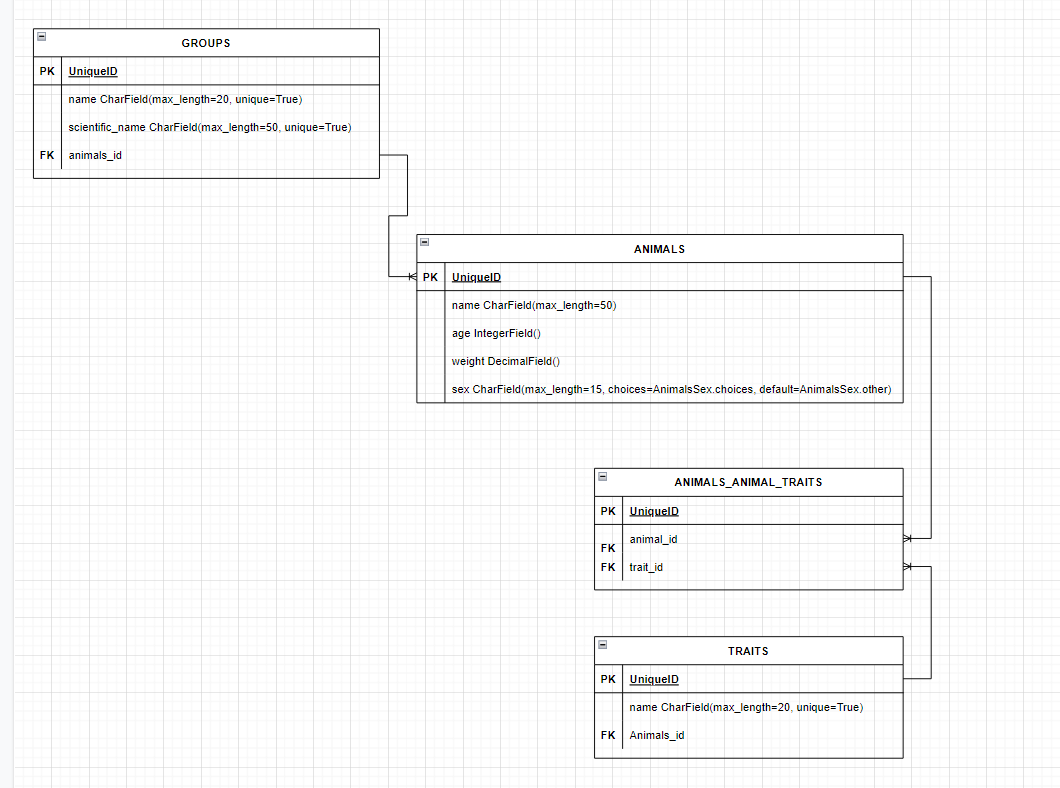 GROUPS
PK UniqueID
name CharField(max_length=20, unique=True)
scientific_name CharField(max_length=50, unique=True)
FK animals_id
ANIMALS
PK UniqueID
name CharField(max_length=50)
age IntegerField()
weight DecimalField()
sex CharField(max_length=15, choices=AnimalsSex.choices, default=AnimalsSex.other)
ANIMALS_ANIMAL_TRAITS
PK UniqueID
FK animal_id
FK trait_id
TRAITS
PK UniqueID
name CharField(max_length=20, unique=True)
FK Animals_id